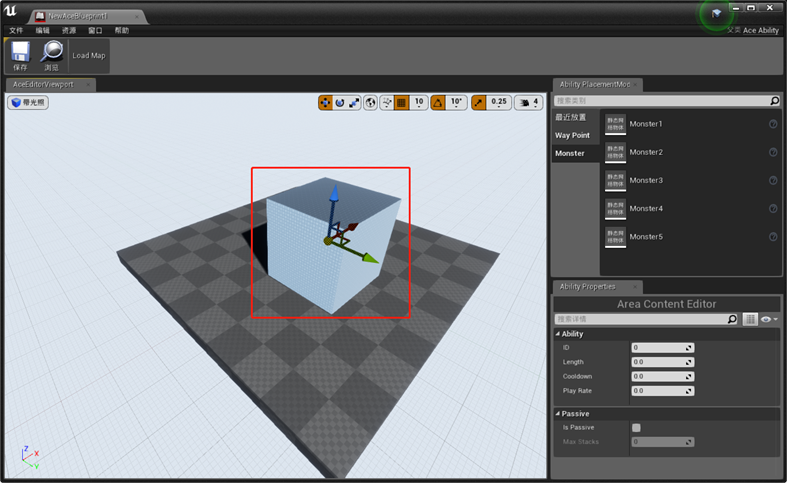 NewAceBlueprint1
文件 编辑 资源 窗口 帮助
父类 Ace Ability
保存 浏览 Load Map
AceEditorViewport
带光照
10 10° 0.25 4
Z X Y
Ability PlacementMod
搜索类别
最近放置
Way Point
Monster
静态网格物体 Monster1
静态网格物体 Monster2
静态网格物体 Monster3
静态网格物体 Monster4
静态网格物体 Monster5
Ability Properties
Area Content Editor
搜索详情
Ability
ID 0
Length 0.0
Cooldown 0.0
Play Rate 0.0
Passive
Is Passive
Max Stacks 0